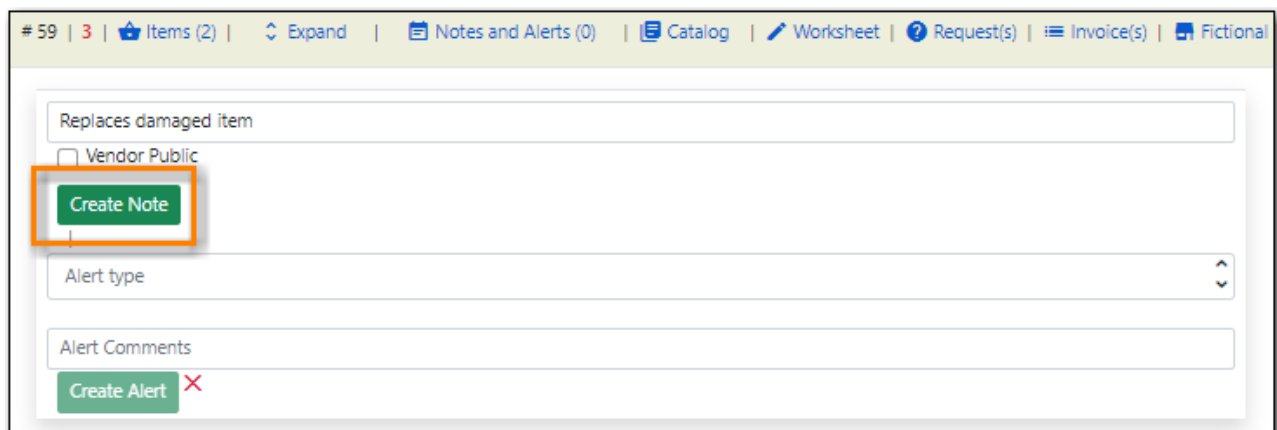 # 59 | 3 | Items (2) | Expand | Notes and Alerts (0) | Catalog | Worksheet | Request(s) | Invoice(s) | Fictional
Replaces damaged item
Vendor Public
Create Note
|
Alert type
Alert Comments
Create Alert